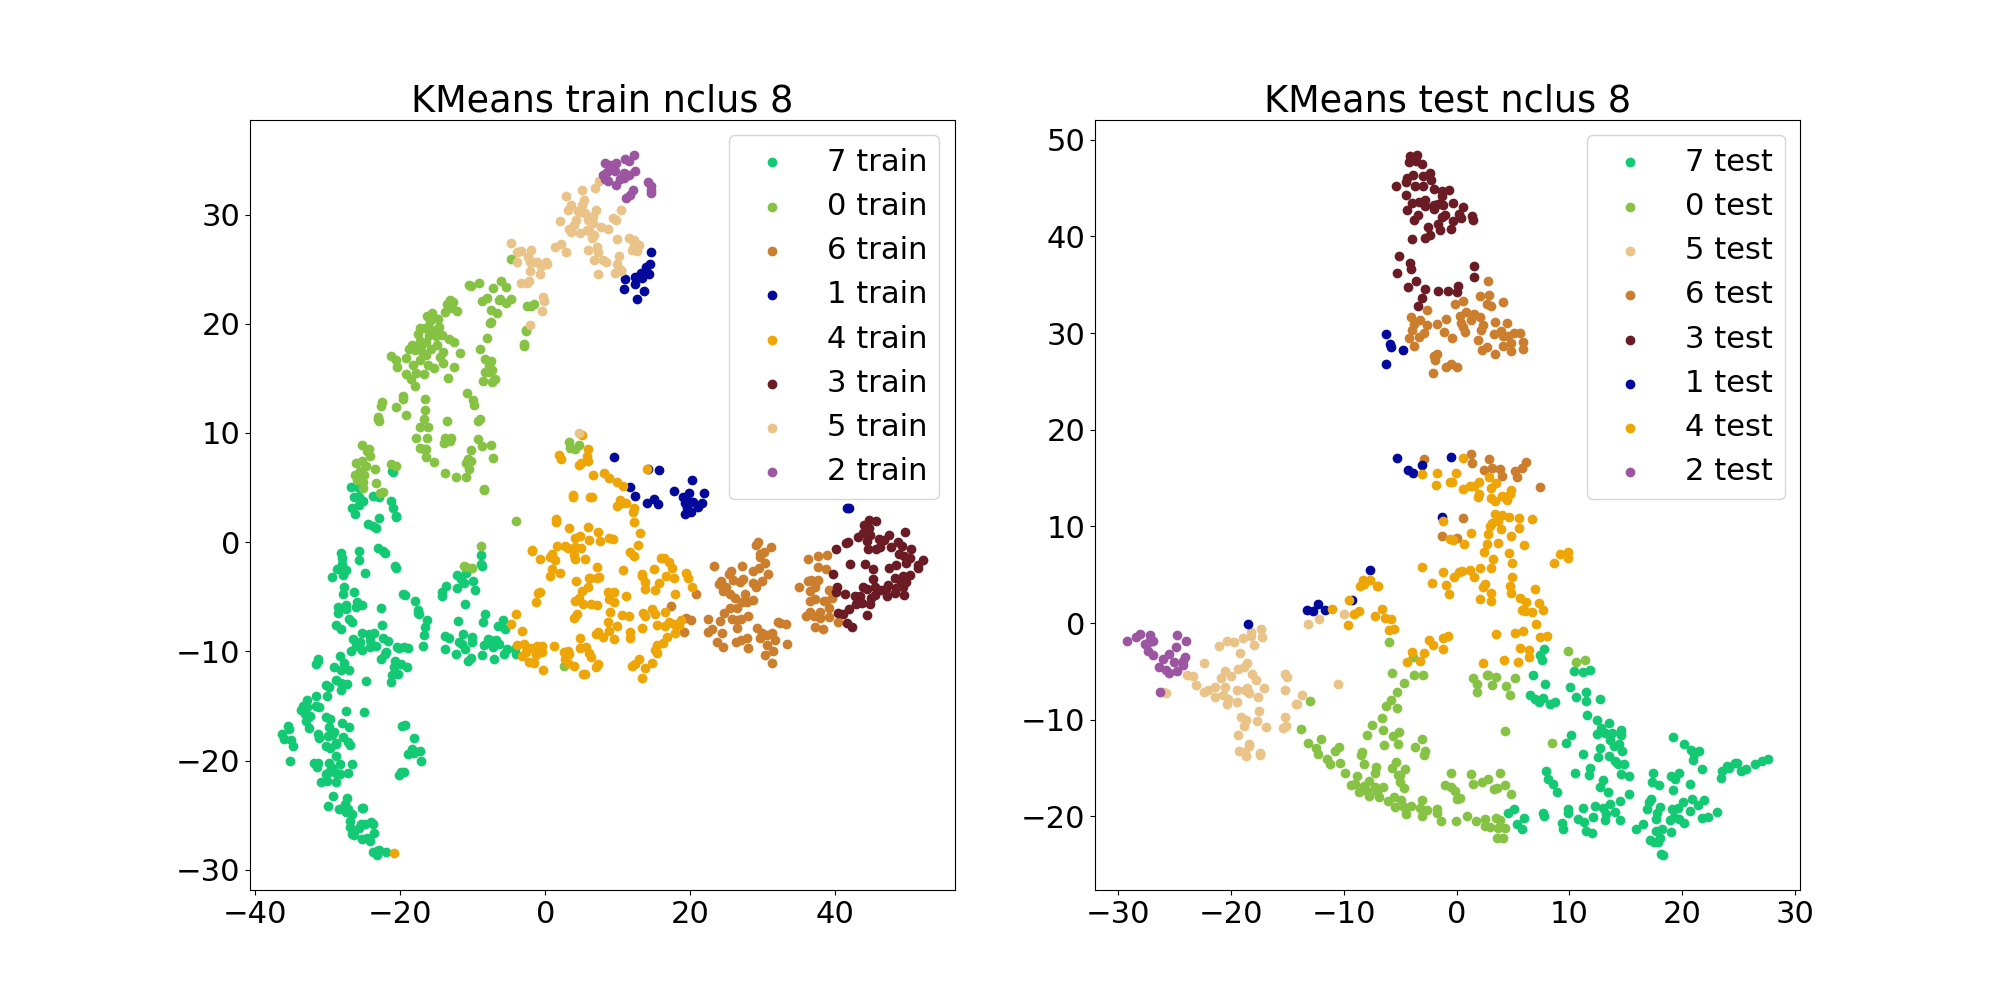 KMeans train nclus 8
30
20
10
0
−10
−20
−30
−40
−20
0
20
40
7 train
0 train
6 train
1 train
4 train
3 train
5 train
2 train
KMeans test nclus 8
50
40
30
20
10
0
−10
−20
−30
−20
−10
0
10
20
30
7 test
0 test
5 test
6 test
3 test
1 test
4 test
2 test